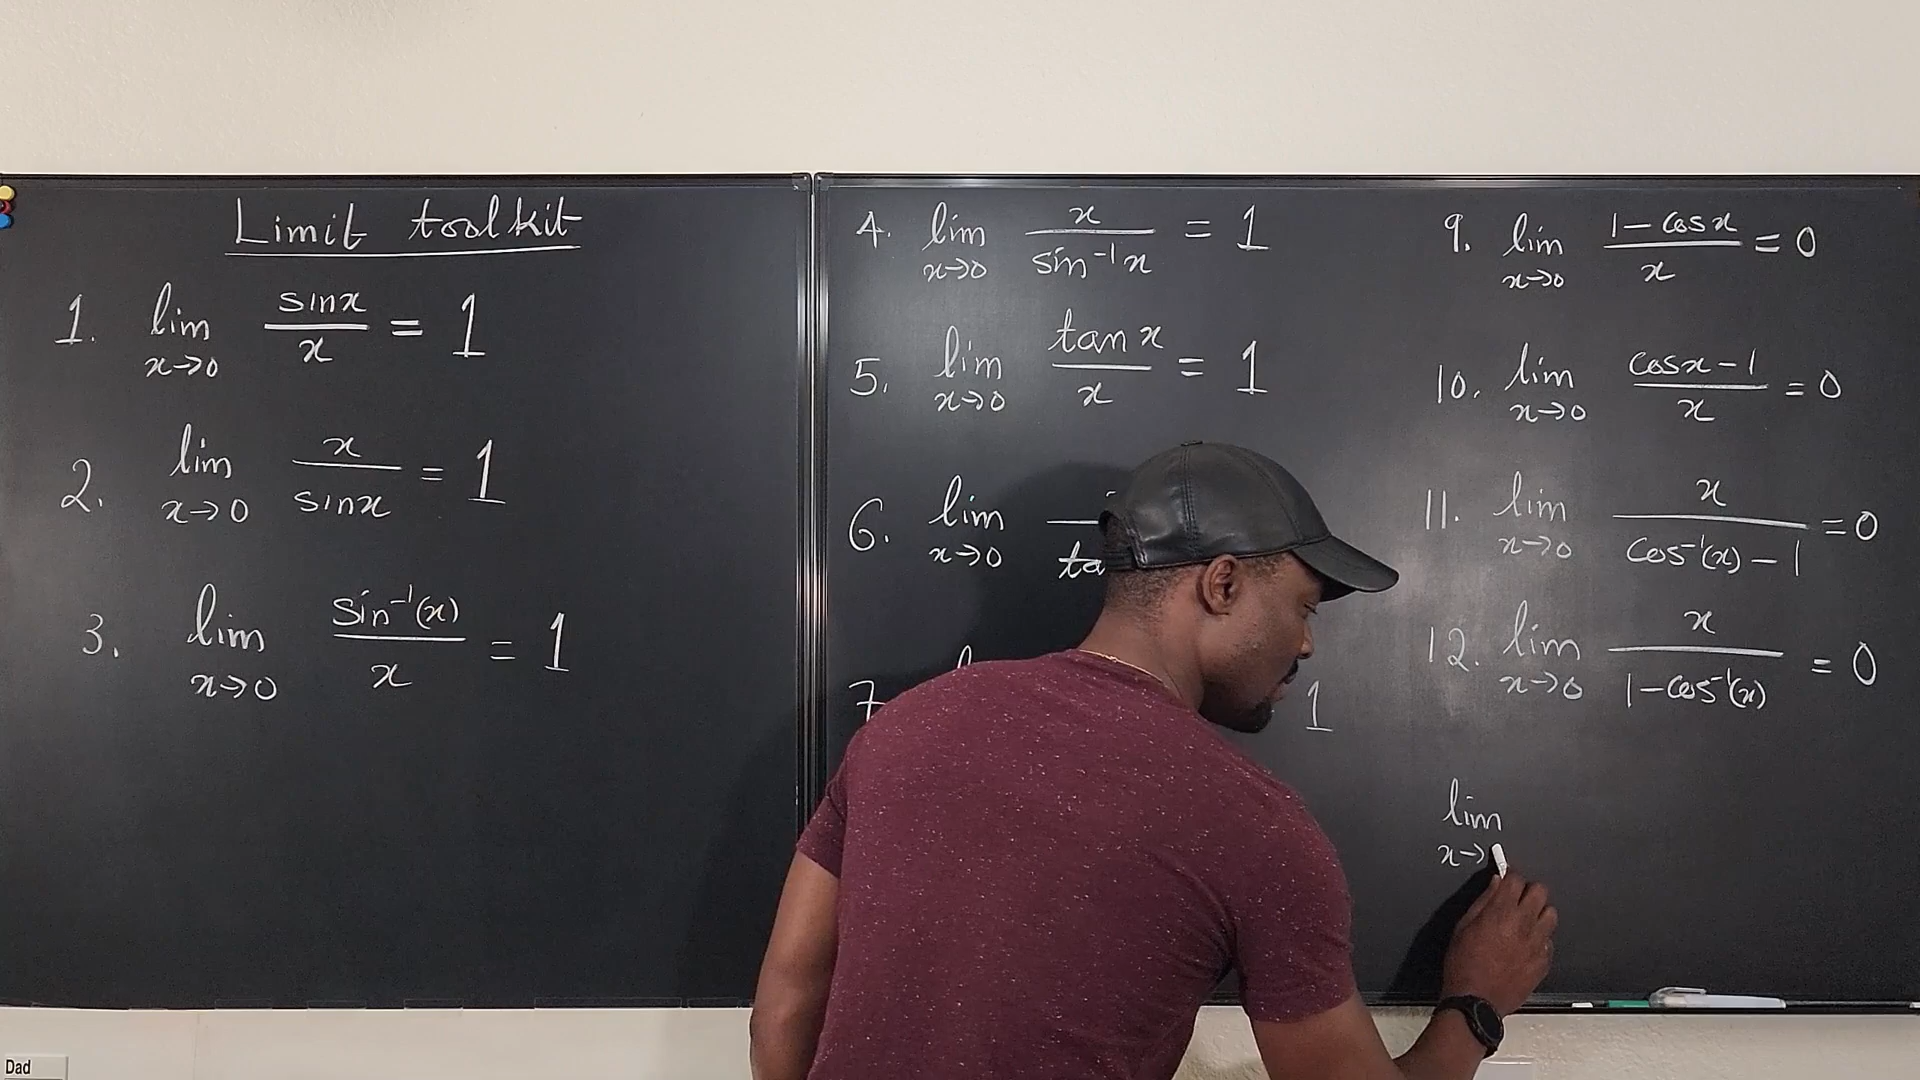 Limit toolkit
1. lim x→0 sinx/x = 1
2. lim x→0 x/sinx = 1
3. lim x→0 sin⁻¹(x)/x = 1
4. lim x→0 x/sin⁻¹x = 1
5. lim x→0 tanx/x = 1
6. lim x→0
7 1
9. lim x→0 1-cosx/x = 0
10. lim x→0 cosx-1/x = 0
11. lim x→0 x/cos⁻¹(x)-1 = 0
12. lim x→0 x/1-cos⁻¹(x) = 0
lim x→
Dad